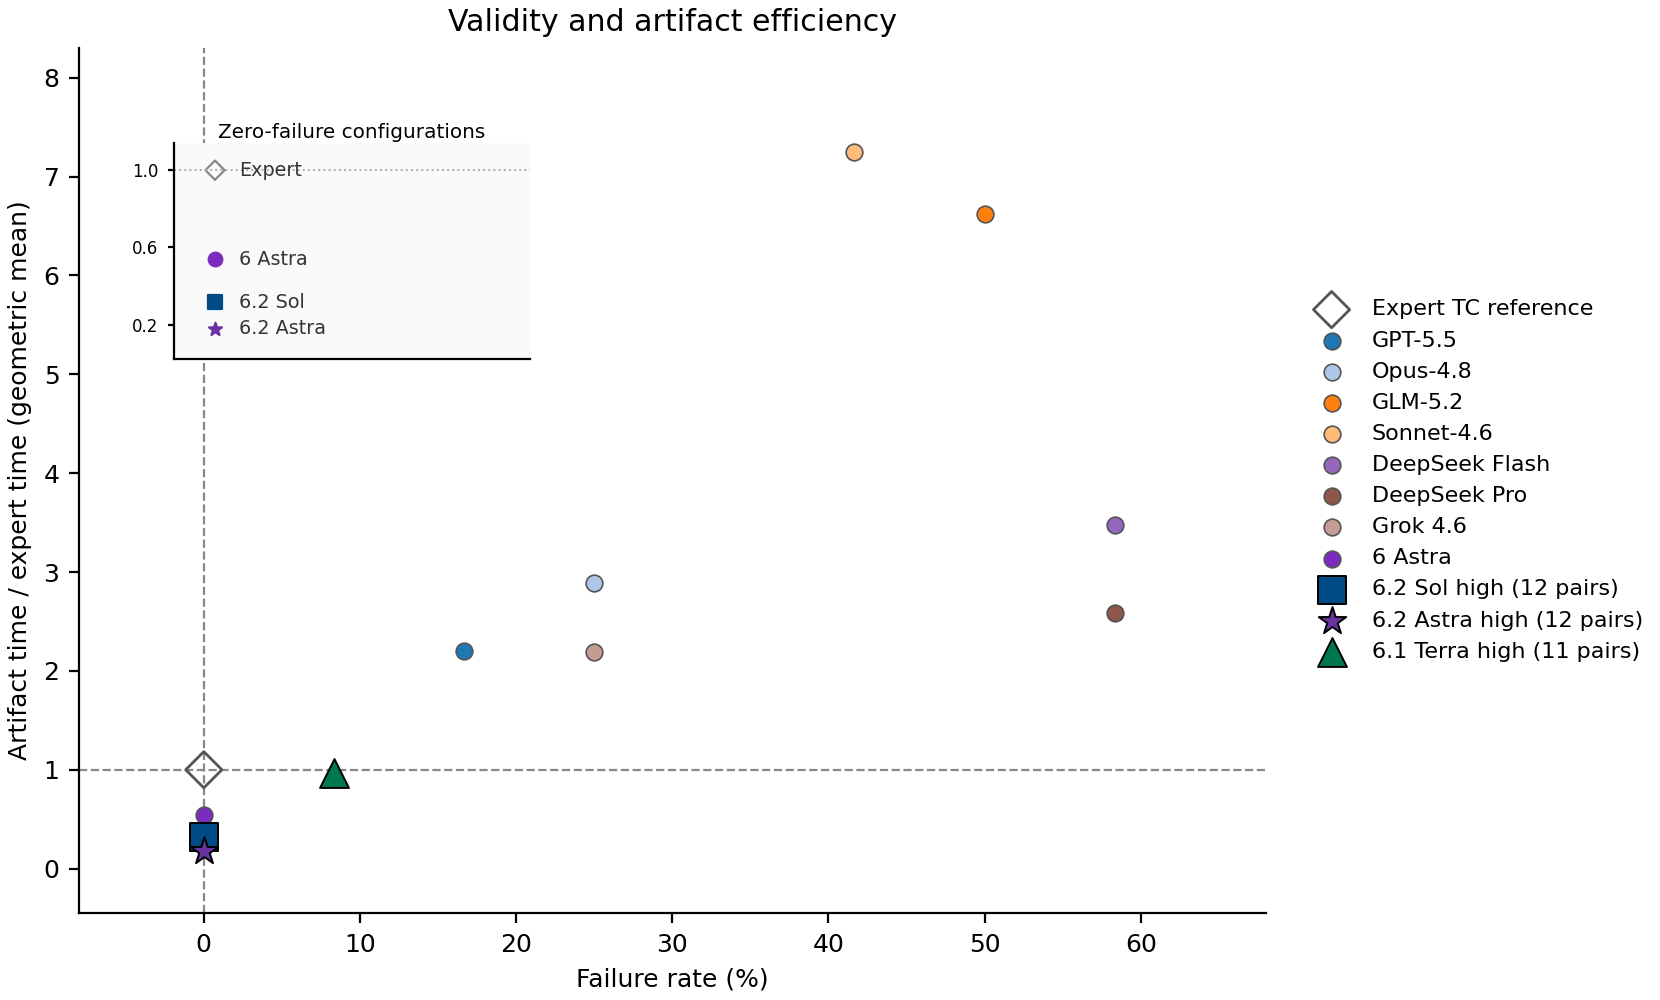 Validity and artifact efficiency
Artifact time / expert time (geometric mean)
8
7
6
5
4
3
2
1
0
Zero-failure configurations
1.0
0.6
0.2
Expert
6 Astra
6.2 Sol
6.2 Astra
0
10
20
30
40
50
60
Failure rate (%)
Expert TC reference
GPT-5.5
Opus-4.8
GLM-5.2
Sonnet-4.6
DeepSeek Flash
DeepSeek Pro
Grok 4.6
6 Astra
6.2 Sol high (12 pairs)
6.2 Astra high (12 pairs)
6.1 Terra high (11 pairs)